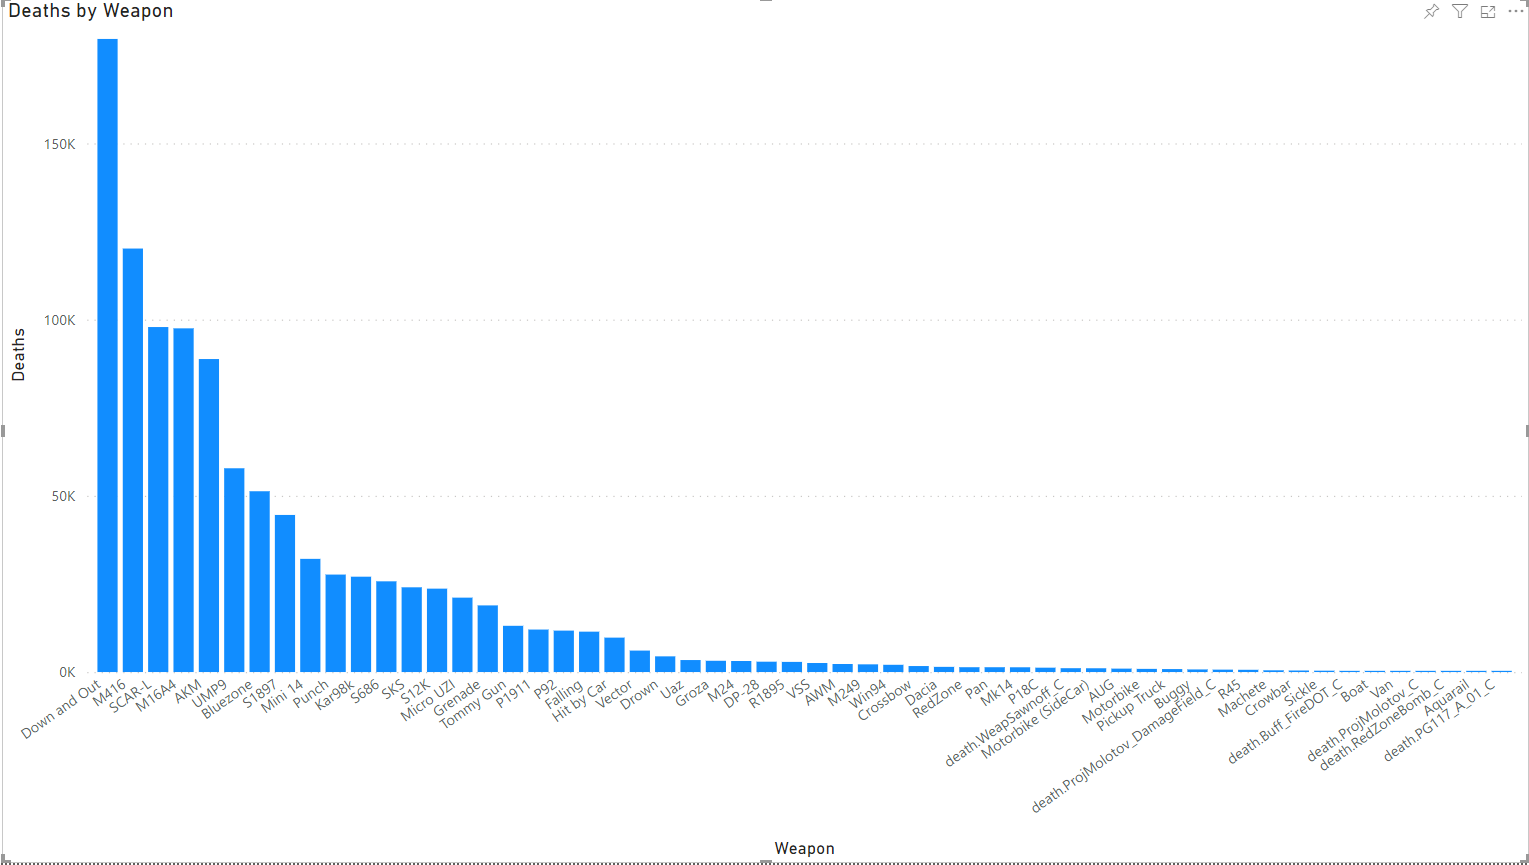 Deaths by Weapon
150K
100K
50K
0K
Deaths
Down and Out
M416
SCAR-L
M16A4
AKM
UMP9
Bluezone
S1897
Mini 14
Punch
Kar98k
S686
SKS
S12K
Micro UZI
Grenade
Tommy Gun
P1911
P92
Falling
Hit by Car
Vector
Drown
Uaz
Groza
M24
DP-28
R1895
VSS
AWM
M249
Win94
Crossbow
Dacia
RedZone
Pan
Mk14
P18C
death.WeapSawnoff_C
Motorbike (SideCar)
AUG
Motorbike
Pickup Truck
Buggy
death.ProjMolotov_DamageField_C
R45
Machete
Crowbar
Sickle
death.Buff_FireDOT_C
Boat
Van
death.ProjMolotov_C
death.RedZoneBomb_C
Aquarail
death.PG117_A_01_C
Weapon